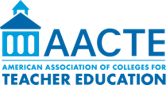 AACTE
AMERICAN ASSOCIATION OF COLLEGES FOR
TEACHER EDUCATION